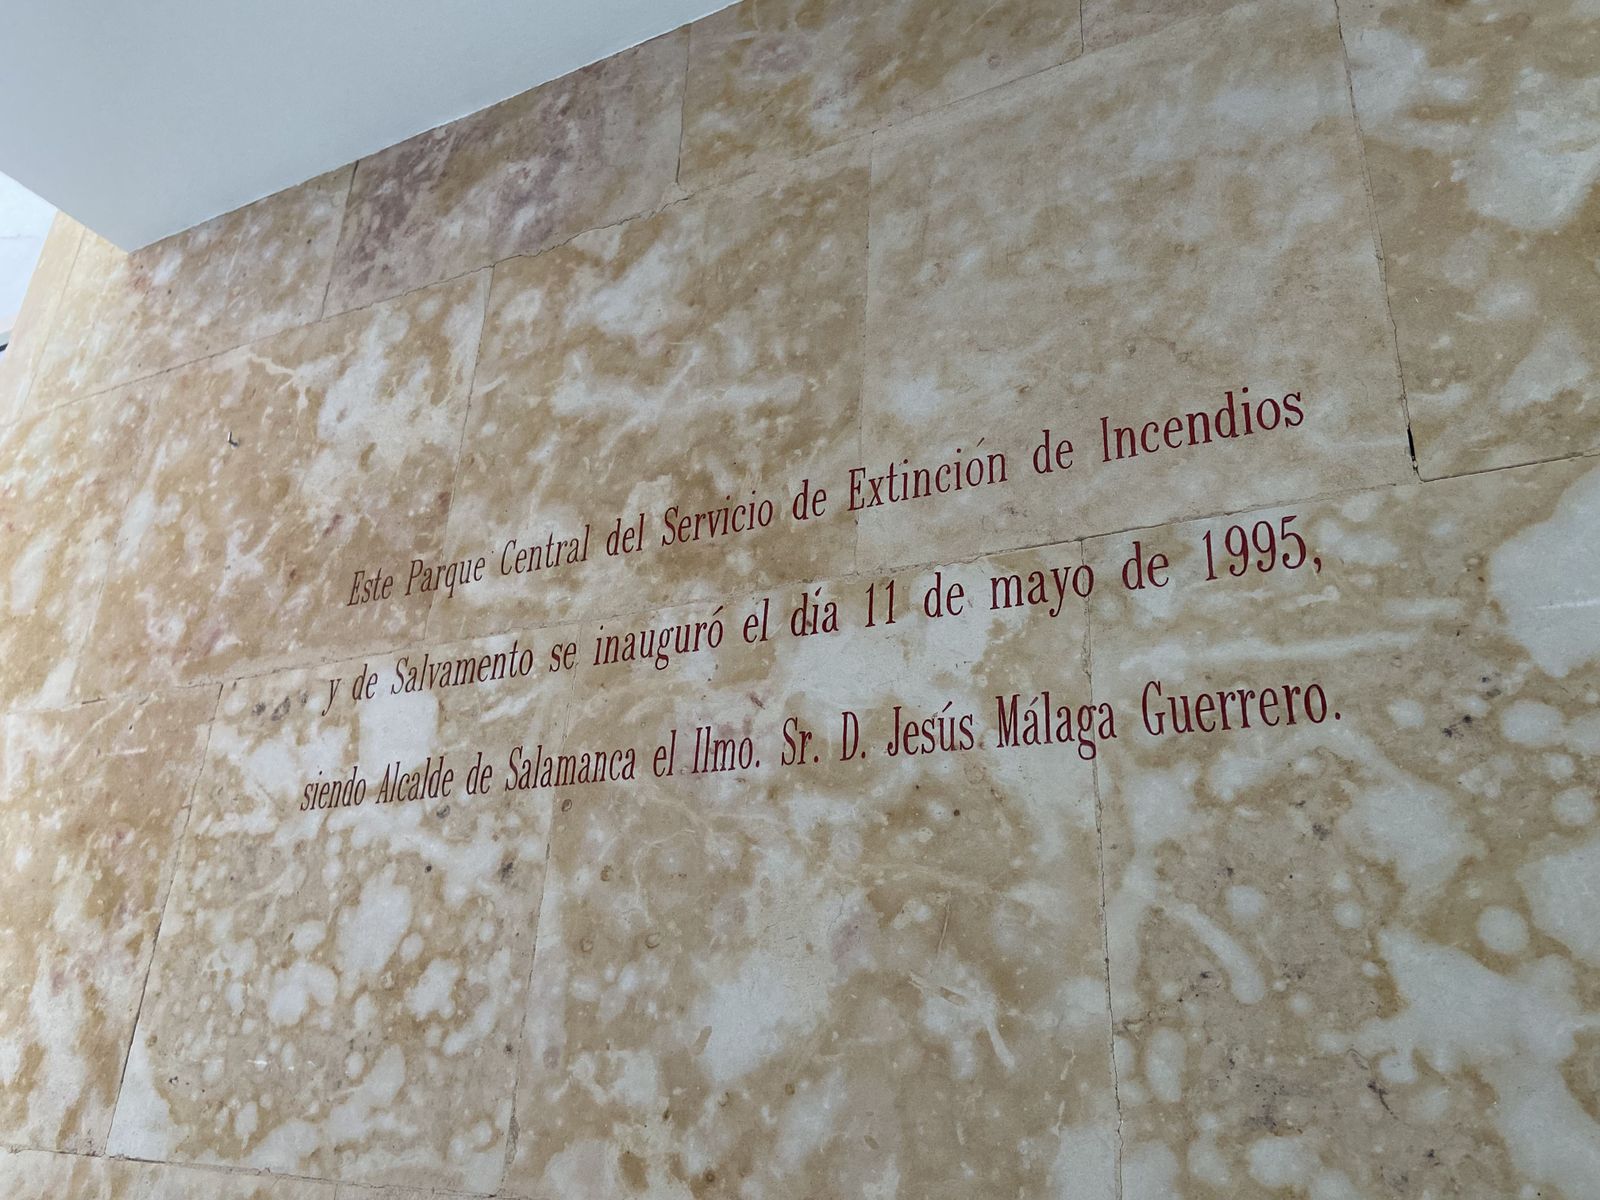 Este Parque Central del Servicio de Extinción de Incendios
y de Salvamento se inauguró el día 11 de mayo de 1995,
siendo Alcalde de Salamanca el Ilmo. Sr. D. Jesús Málaga Guerrero.